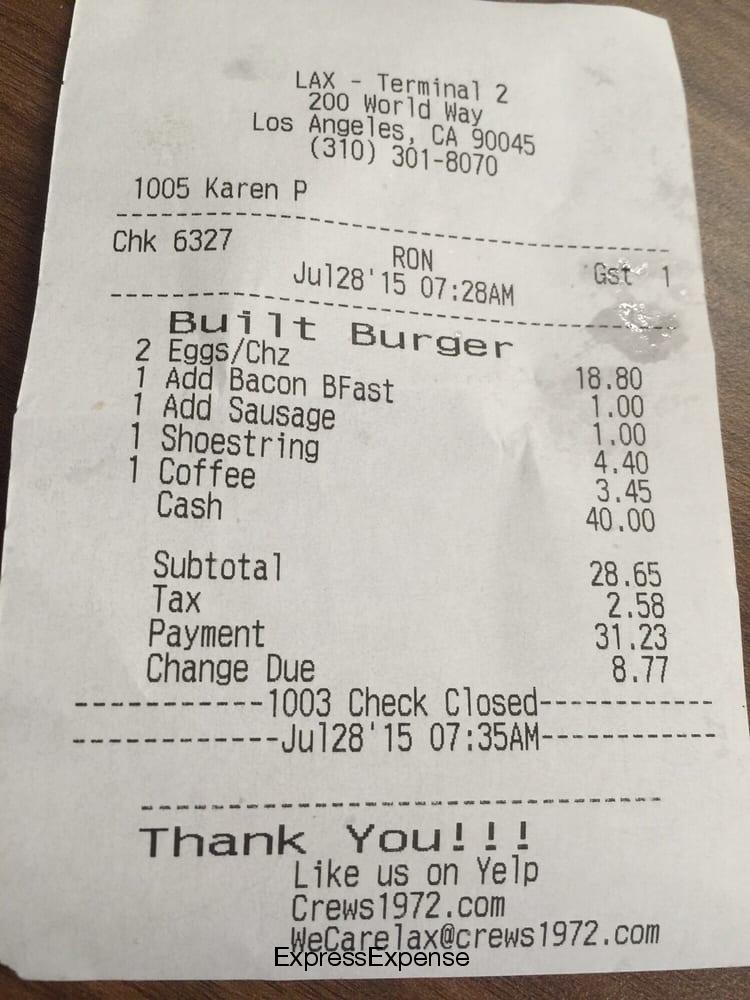 LAX - Terminal 2
200 World Way
Los Angeles, CA 90045
(310) 301-8070
1005 Karen P
Chk 6327 RON Gst 1
Jul28'15 07:28AM
Built Burger
2 Eggs/Chz 18.80
1 Add Bacon BFast 1.00
1 Add Sausage 1.00
1 Shoestring 4.40
1 Coffee 3.45
Cash 40.00
Subtotal 28.65
Tax 2.58
Payment 31.23
Change Due 8.77
-----------1003 Check Closed------------
------------Jul28'15 07:35AM------------
Thank You!!!
Like us on Yelp
Crews1972.com
WeCarelax@crews1972.com
ExpressExpense